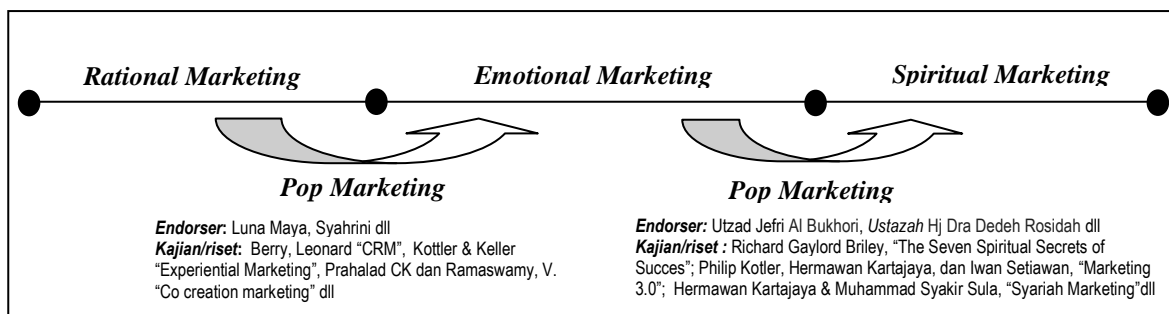 Rational Marketing
Emotional Marketing
Spiritual Marketing
Pop Marketing
Endorser: Luna Maya, Syahrini dll
Kajian/riset: Berry, Leonard “CRM”, Kottler & Keller
“Experiential Marketing”, Prahalad CK dan Ramaswamy, V.
“Co creation marketing” dll
Pop Marketing
Endorser: Utzad Jefri Al Bukhori, Ustazah Hj Dra Dedeh Rosidah dll
Kajian/riset : Richard Gaylord Briley, “The Seven Spiritual Secrets of
Succes”; Philip Kotler, Hermawan Kartajaya, dan Iwan Setiawan, “Marketing
3.0”; Hermawan Kartajaya & Muhammad Syakir Sula, “Syariah Marketing”dll